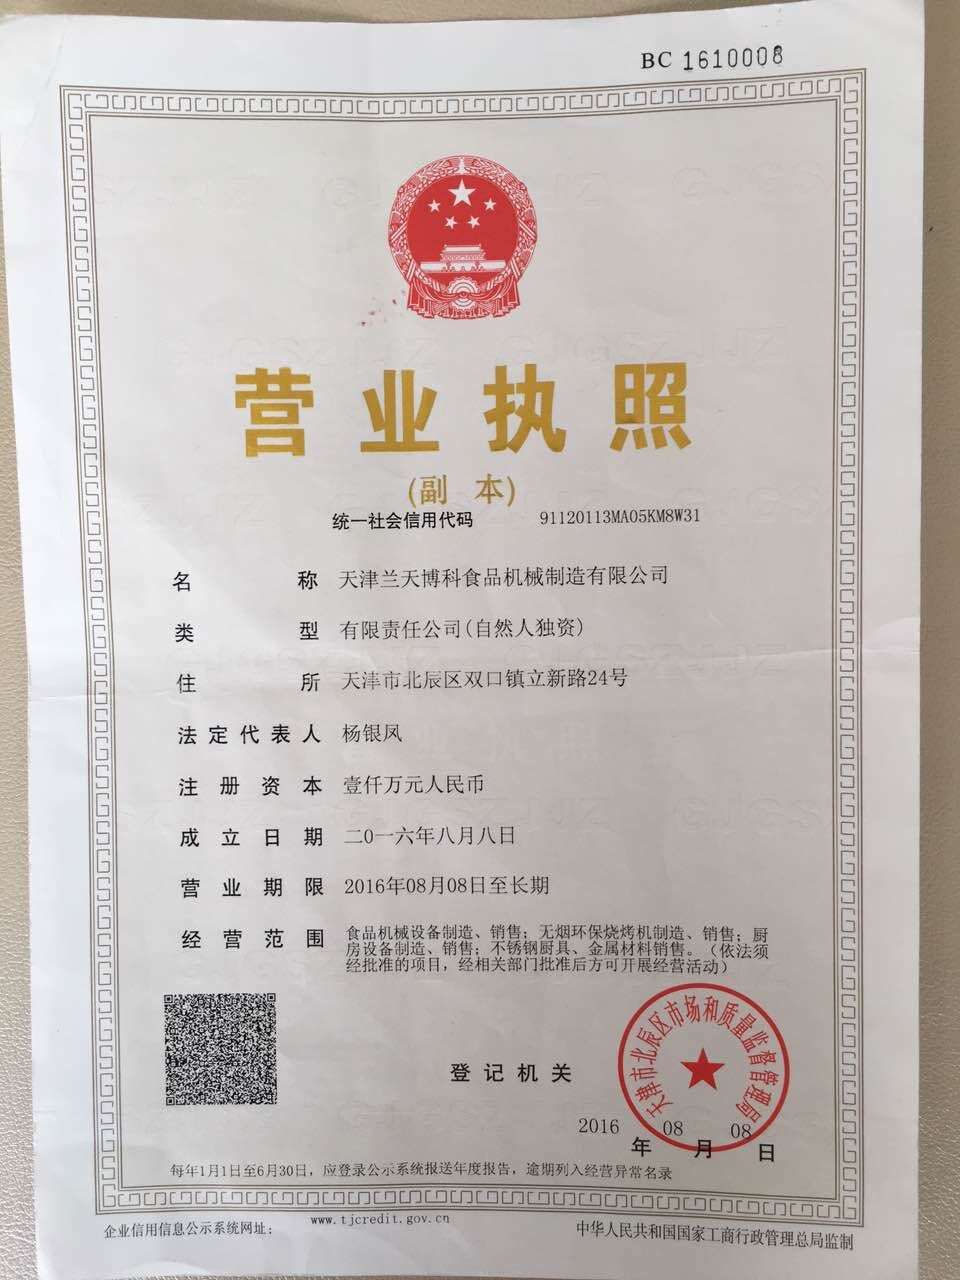 BC 1610008
营业执照
(副 本)
统一社会信用代码 91120113MA05KM8W31
名 称 天津兰天博科食品机械制造有限公司
类 型 有限责任公司(自然人独资)
住 所 天津市北辰区双口镇立新路24号
法定代表人 杨银凤
注册资本 壹仟万元人民币
成立日期 二0一六年八月八日
营业期限 2016年08月08日至长期
经营范围 食品机械设备制造、销售；无烟环保烧烤机制造、销售；厨
房设备制造、销售；不锈钢厨具、金属材料销售。（依法须
经批准的项目，经相关部门批准后方可开展经营活动）
天津市北辰区市场和质量监督管理局
登记机关
2016 年 08 月 08 日
每年1月1日至6月30日，应登录公示系统报送年度报告，逾期列入经营异常名录
企业信用信息公示系统网址： www.tjcredit.gov.cn
中华人民共和国国家工商行政管理总局监制